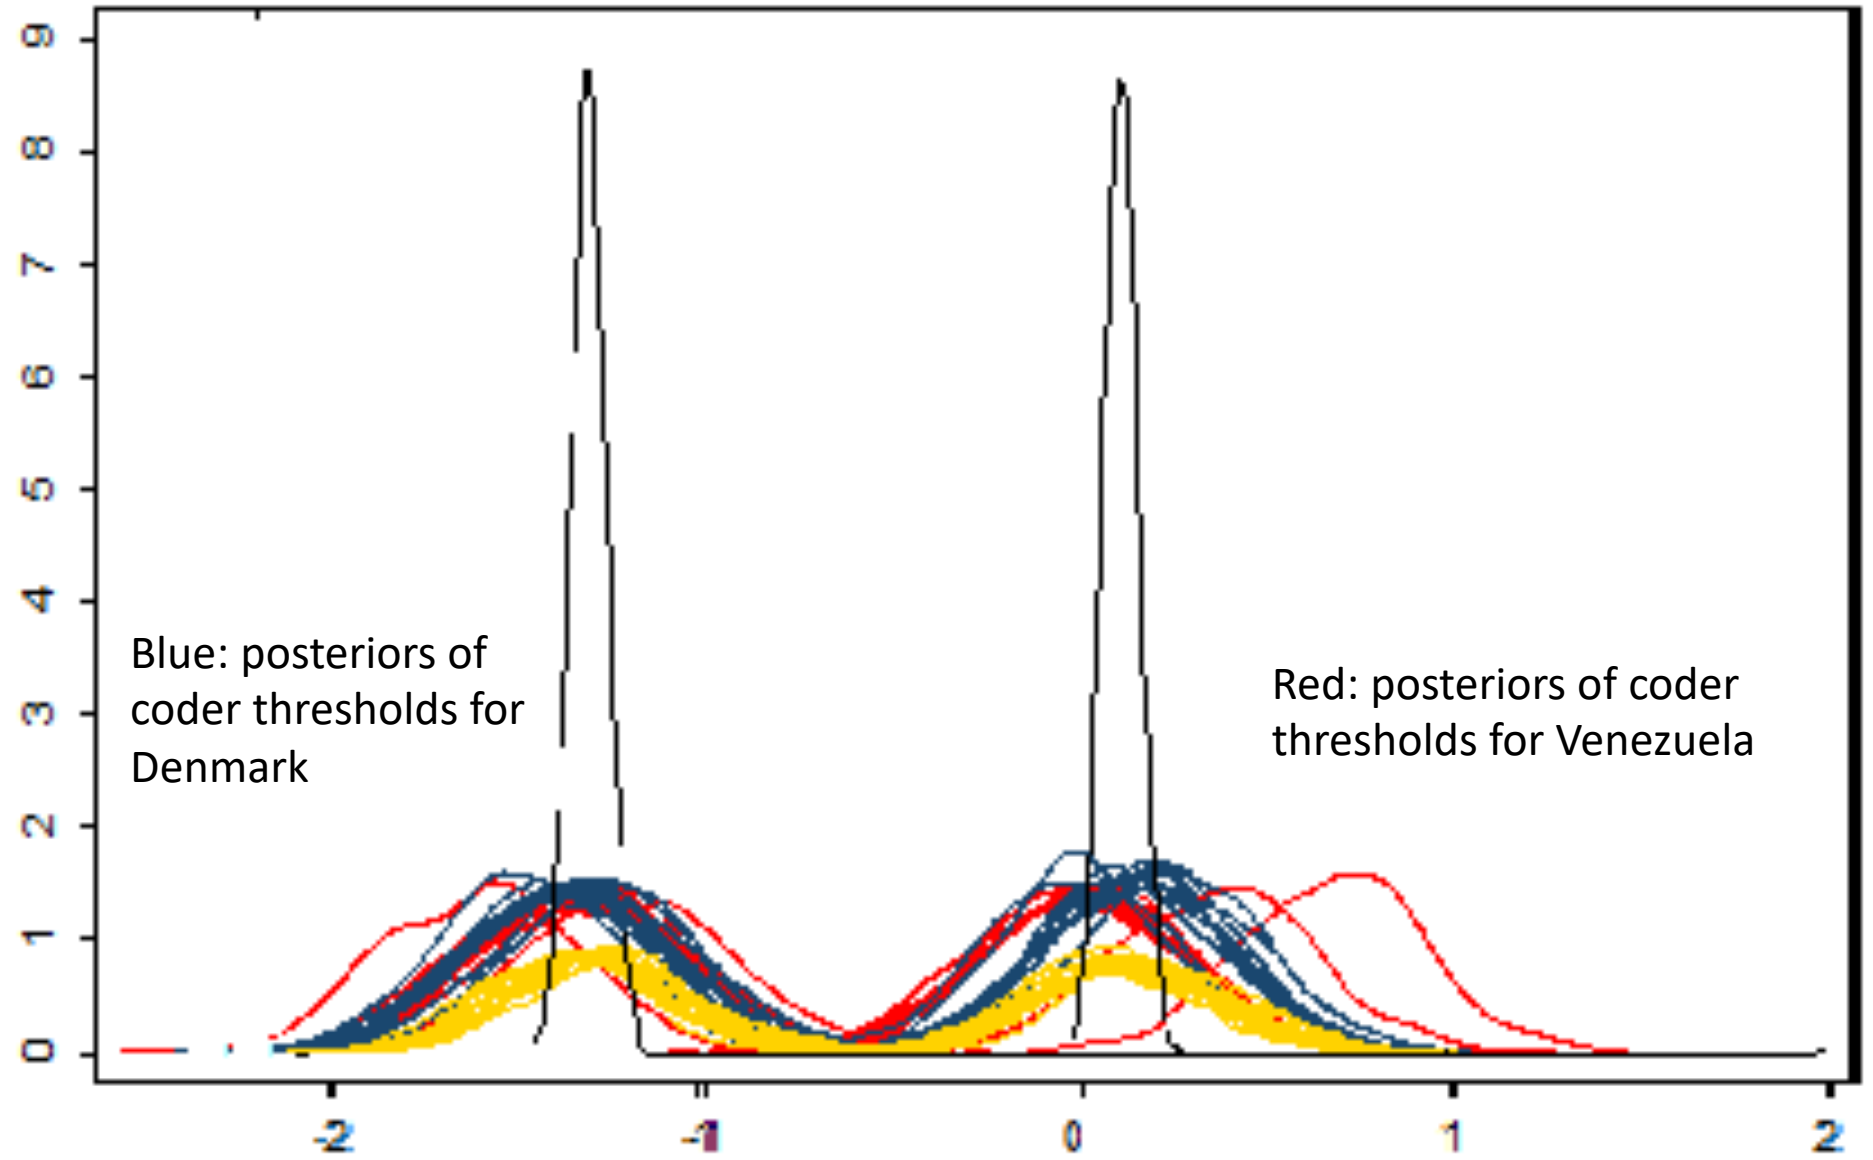 9
8
7
6
5
4
3
2
1
0
Blue: posteriors of
coder thresholds for
Denmark
Red: posteriors of coder
thresholds for Venezuela
-2 -1 0 1 2